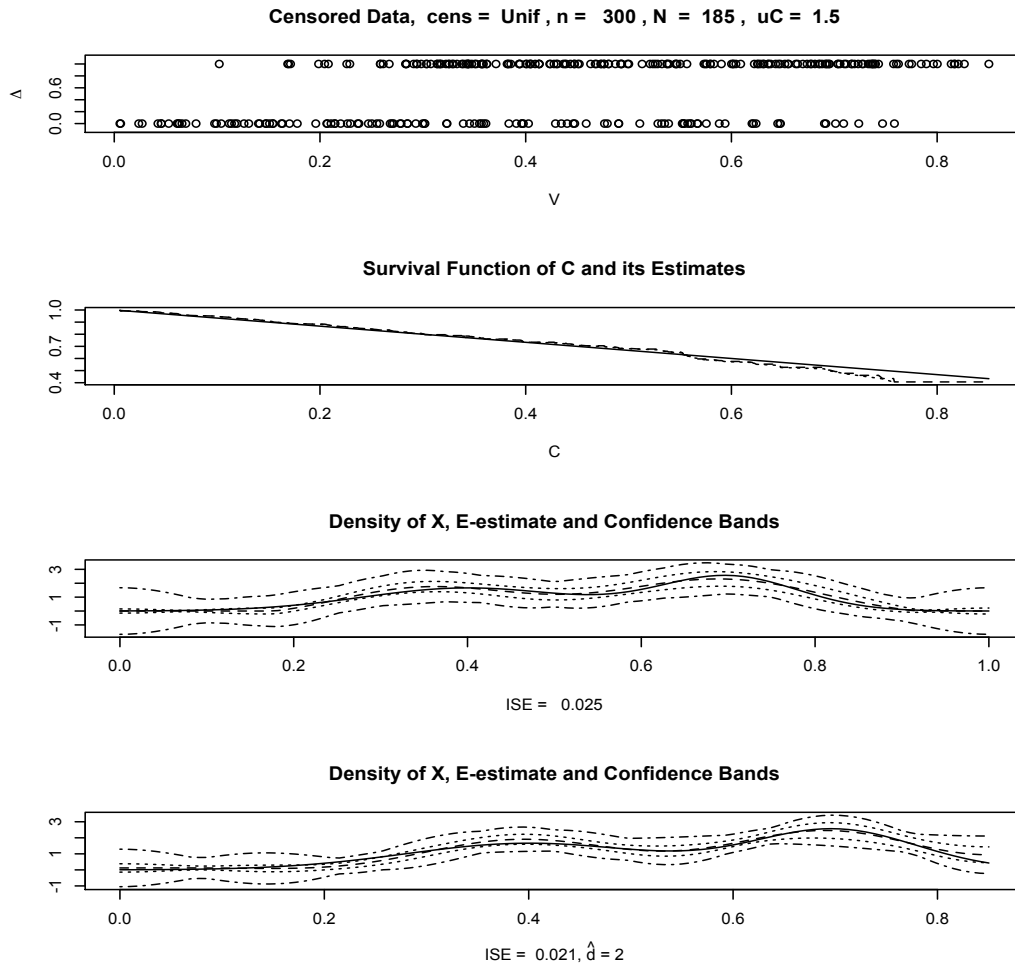 Censored Data, cens = Unif , n = 300 , N = 185 , uC = 1.5
Δ
0.6
0.0
0.0 0.2 0.4 0.6 0.8
V
Survival Function of C and its Estimates
1.0
0.7
0.4
0.0 0.2 0.4 0.6 0.8
C
Density of X, E-estimate and Confidence Bands
3
1
-1
0.0 0.2 0.4 0.6 0.8 1.0
ISE = 0.025
Density of X, E-estimate and Confidence Bands
3
1
-1
0.0 0.2 0.4 0.6 0.8
ISE = 0.021, d̂ = 2